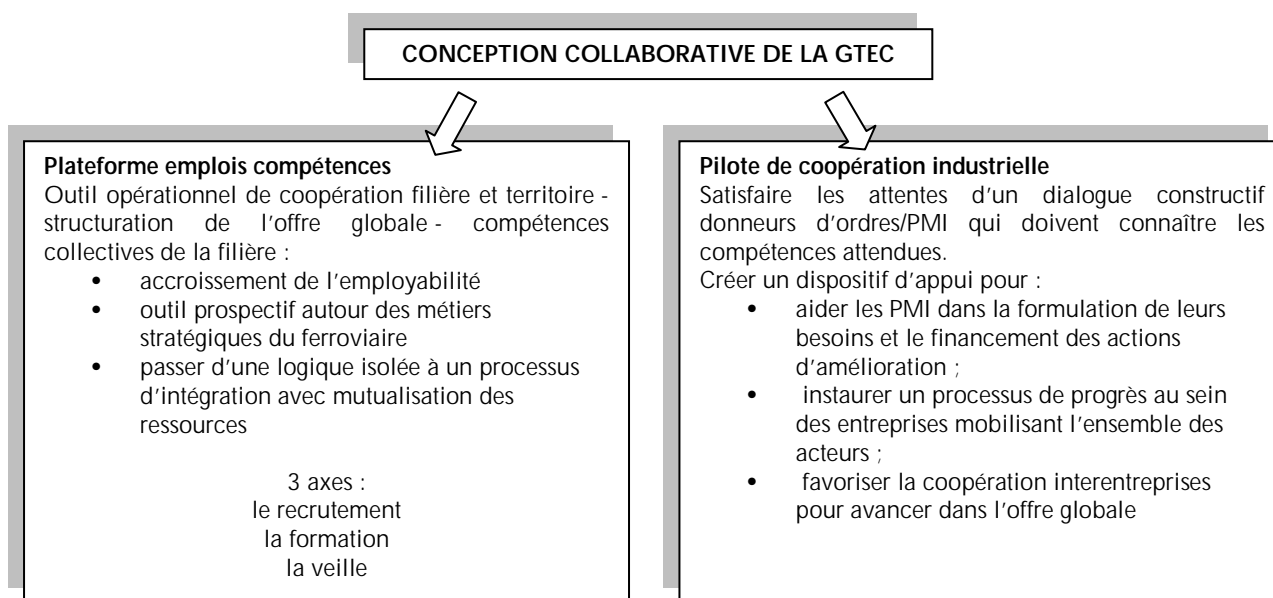 CONCEPTION COLLABORATIVE DE LA GTEC
Plateforme emplois compétences
Outil opérationnel de coopération filière et territoire -
structuration de l'offre globale - compétences
collectives de la filière :
• accroissement de l'employabilité
• outil prospectif autour des métiers
stratégiques du ferroviaire
• passer d'une logique isolée à un processus
d'intégration avec mutualisation des
ressources
3 axes :
le recrutement
la formation
la veille
Pilote de coopération industrielle
Satisfaire les attentes d'un dialogue constructif
donneurs d'ordres/PMI qui doivent connaître les
compétences attendues.
Créer un dispositif d'appui pour :
• aider les PMI dans la formulation de leurs
besoins et le financement des actions
d'amélioration ;
• instaurer un processus de progrès au sein
des entreprises mobilisant l'ensemble des
acteurs ;
• favoriser la coopération interentreprises
pour avancer dans l'offre globale